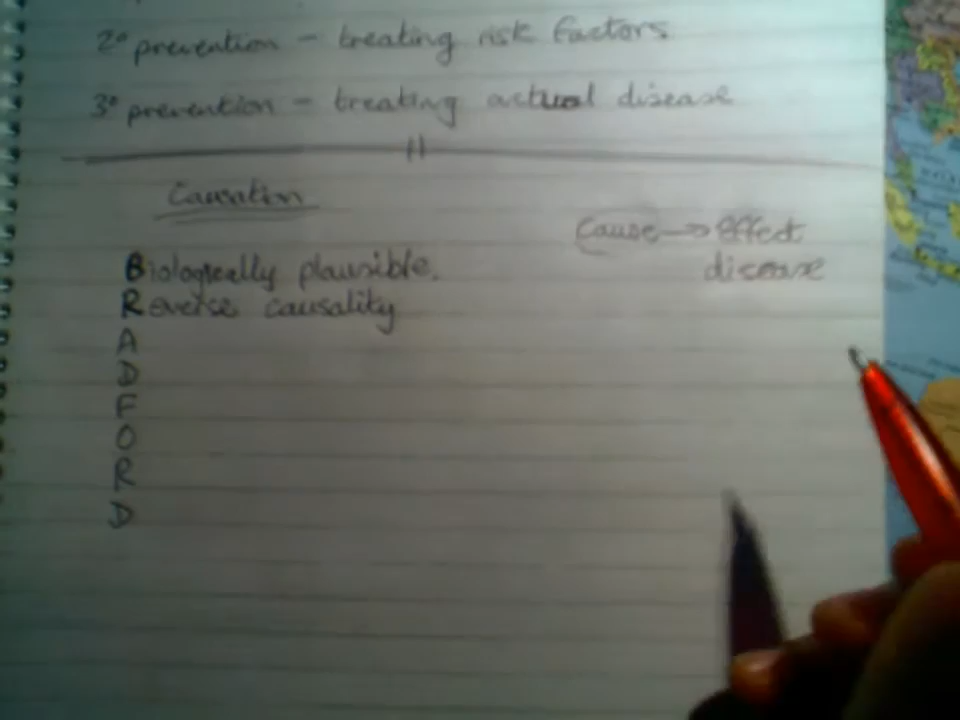 2° prevention - treating risk factors
3° prevention - treating actual disease
Causation
Cause → Effect
disease
Biologically plausible.
Reverse causality
A
D
F
O
R
D